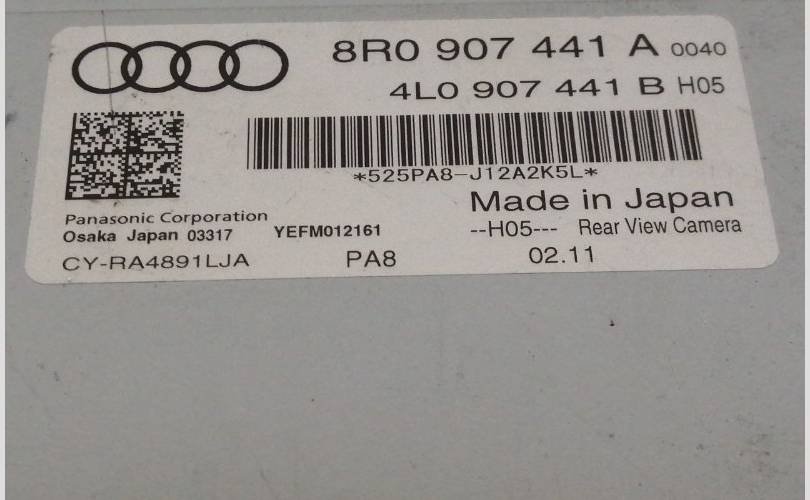 8R0 907 441 A 0040
4L0 907 441 B H05
*525PA8-J12A2K5L*
Made in Japan
Panasonic Corporation
Osaka Japan 03317 YEFM012161 --H05--- Rear View Camera
CY-RA4891LJA PA8 02.11